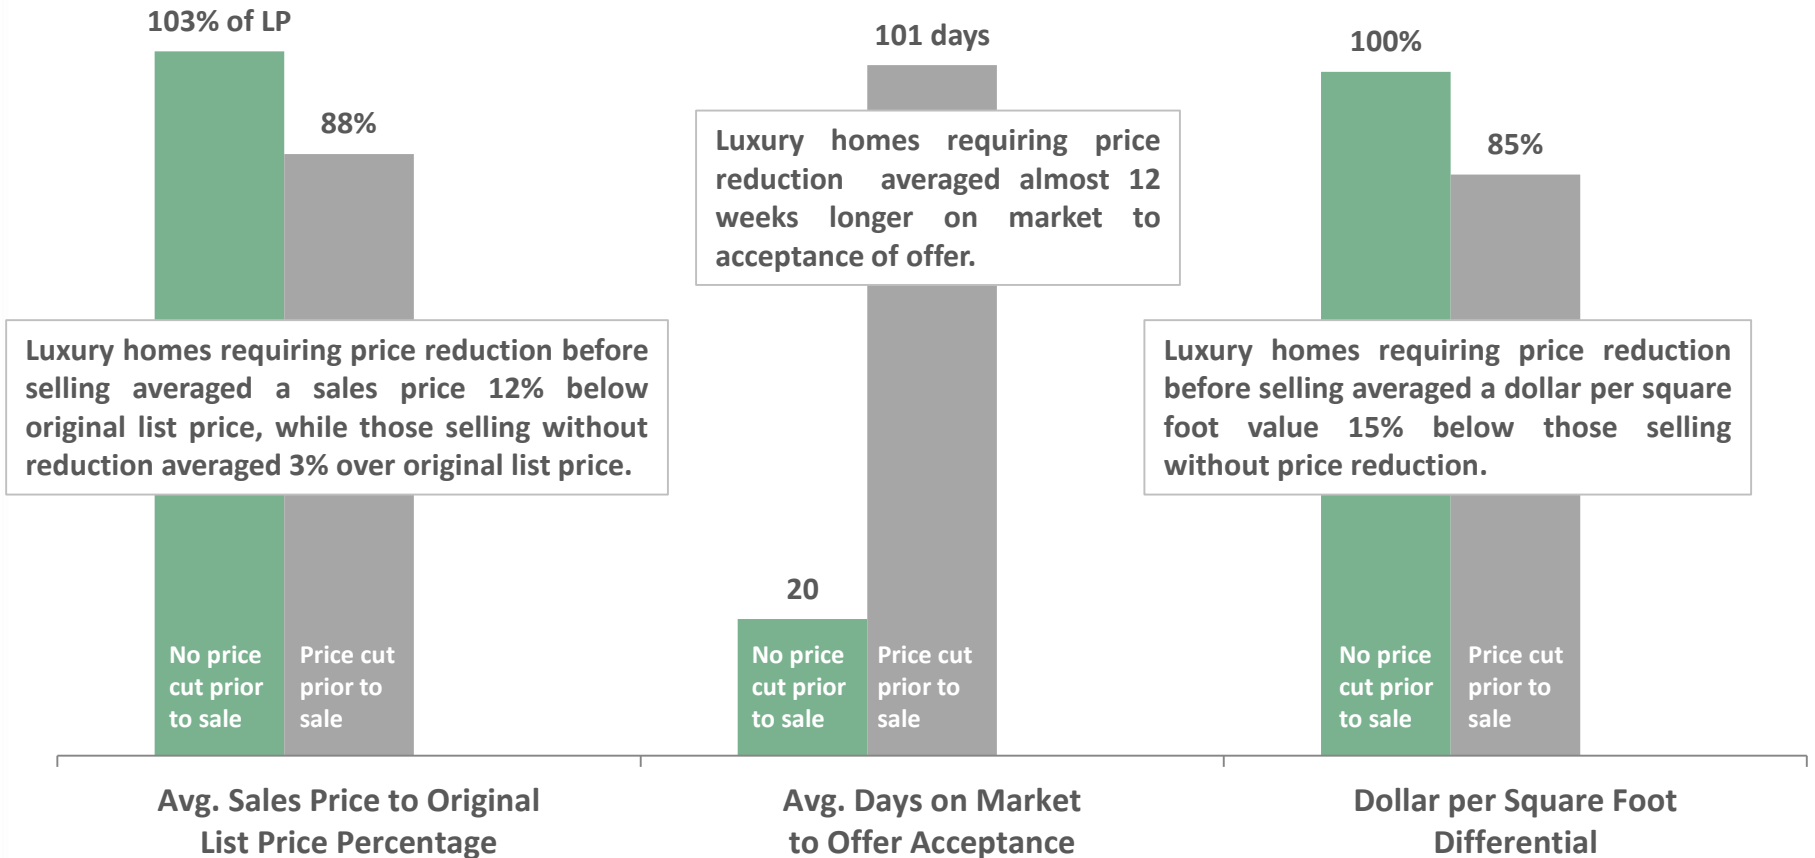 103% of LP
88%
Luxury homes requiring price reduction before
selling averaged a sales price 12% below
original list price, while those selling without
reduction averaged 3% over original list price.
No price
cut prior
to sale
Price cut
prior to
sale
Avg. Sales Price to Original
List Price Percentage
101 days
Luxury homes requiring price
reduction averaged almost 12
weeks longer on market to
acceptance of offer.
20
No price
cut prior
to sale
Price cut
prior to
sale
Avg. Days on Market
to Offer Acceptance
100%
85%
Luxury homes requiring price reduction
before selling averaged a dollar per square
foot value 15% below those selling
without price reduction.
No price
cut prior
to sale
Price cut
prior to
sale
Dollar per Square Foot
Differential